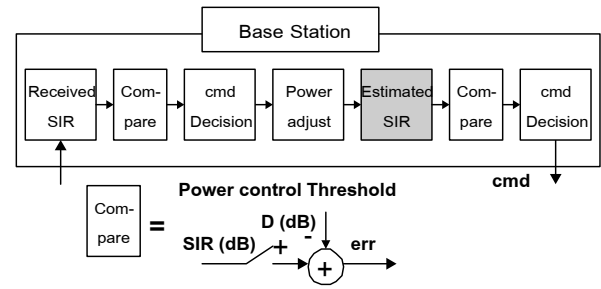 Base Station
Received SIR
Com-pare
cmd Decision
Power adjust
Estimated SIR
Com-pare
cmd Decision
cmd
Com-pare
=
Power control Threshold
D (dB)
-
SIR (dB)
+
err
+